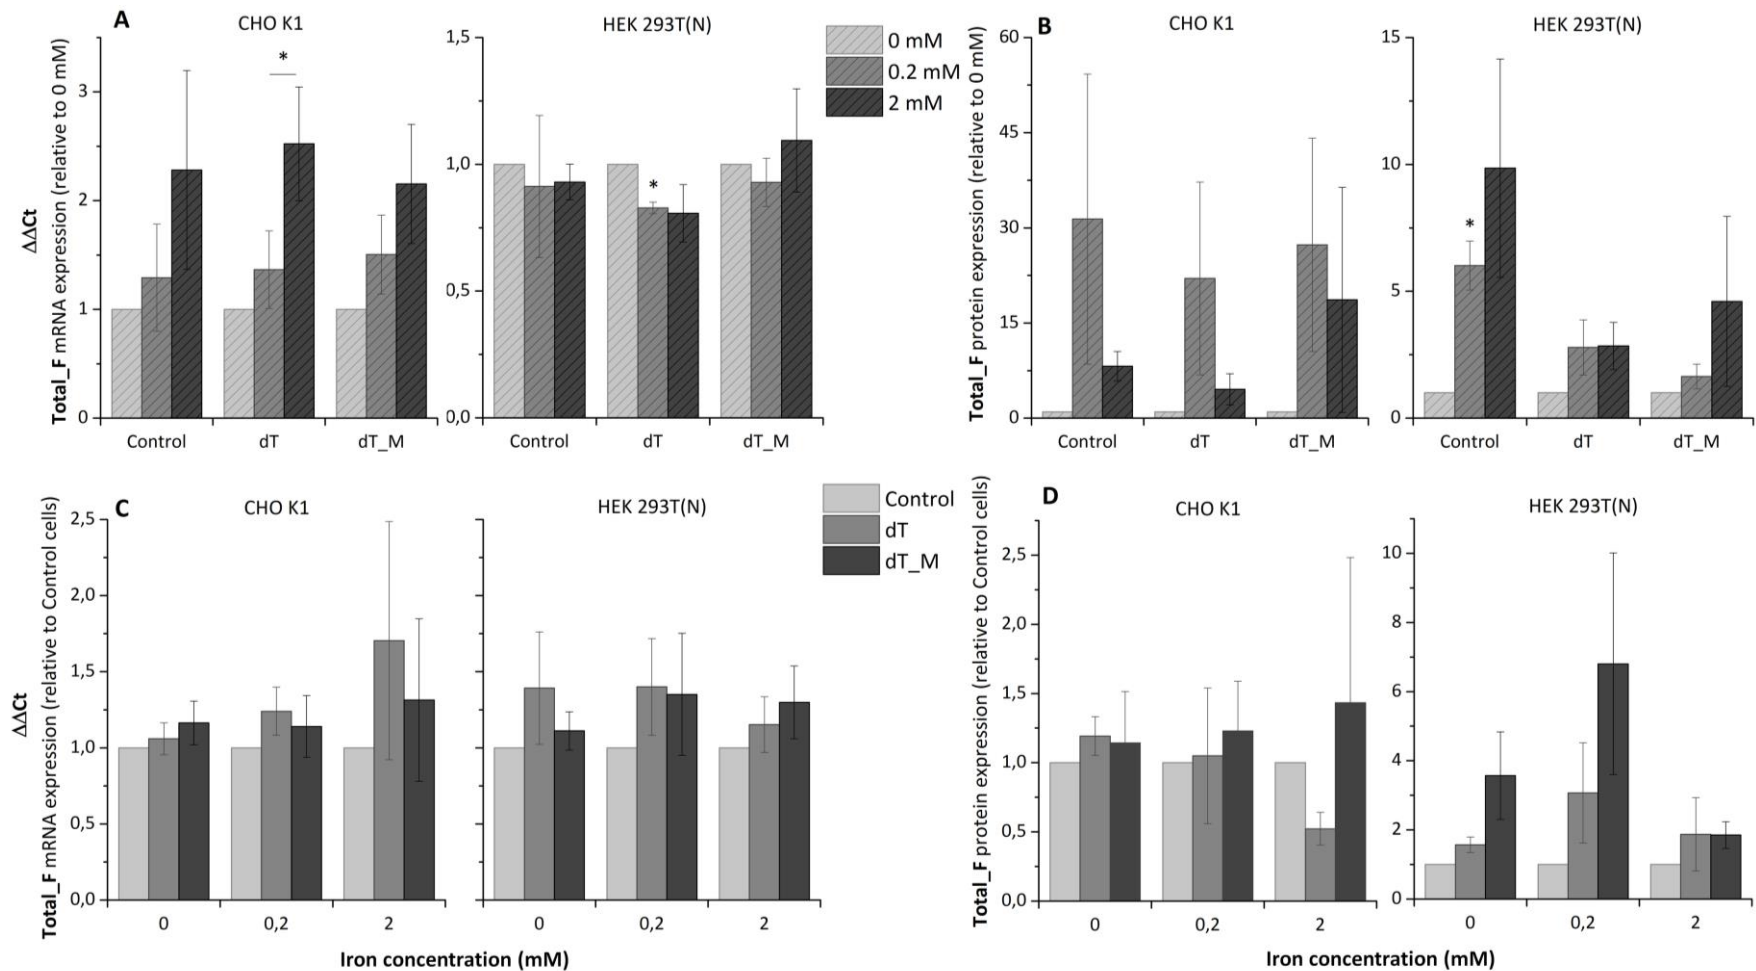 A
CHO K1
HEK 293T(N)
0 mM
0.2 mM
2 mM
ΔΔCt
Total_F mRNA expression (relative to 0 mM)
3
2
1
0
*
Control
dT
dT_M
1,5
1,0
0,5
0,0
*
Control
dT
dT_M
B
CHO K1
HEK 293T(N)
Total_F protein expression (relative to 0 mM)
60
45
30
15
0
Control
dT
dT_M
15
10
5
0
*
Control
dT
dT_M
C
CHO K1
HEK 293T(N)
Control
dT
dT_M
ΔΔCt
Total_F mRNA expression (relative to Control cells)
2,5
2,0
1,5
1,0
0,5
0,0
0
0,2
2
0
0,2
2
Iron concentration (mM)
D
CHO K1
HEK 293T(N)
Total_F protein expression (relative to Control cells)
2,5
2,0
1,5
1,0
0,5
0,0
0
0,2
2
10
8
6
4
2
0
0
0,2
2
Iron concentration (mM)